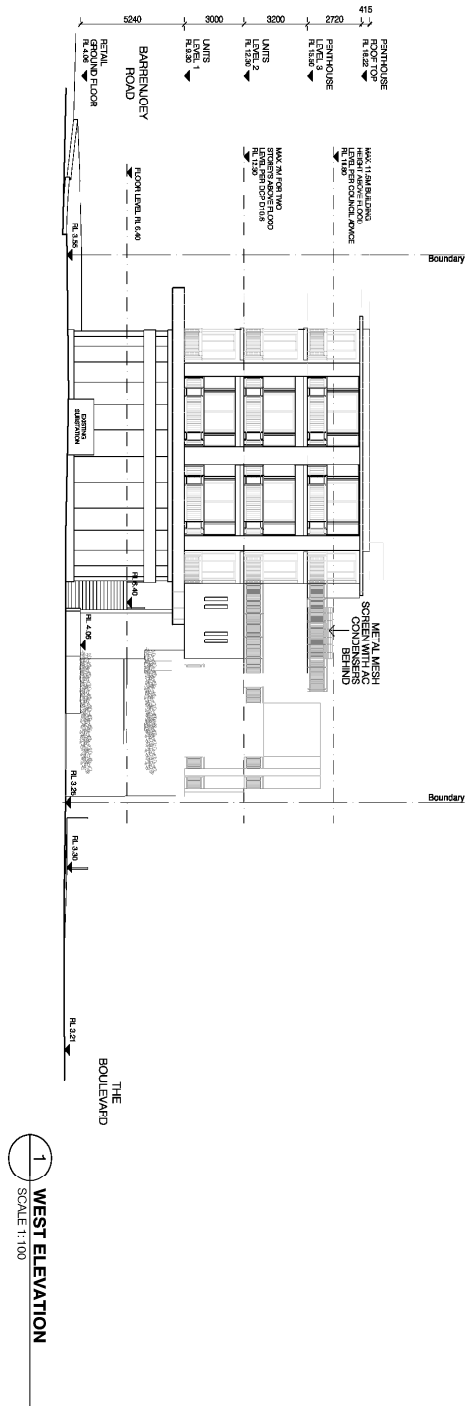 415
2720
3200
3000
5240
PENTHOUSE
ROOF TOP
RL 18.22
PENTHOUSE
LEVEL 3
RL 15.50
UNITS
LEVEL 2
RL 12.30
UNITS
LEVEL 1
RL 9.30
RETAIL
GROUND FLOOR
RL 4.06
BARRENJOEY
ROAD
MAX. 11.5M BUILDING
HEIGHT ABOVE FLOOD
LEVEL PER COUNCIL ADVICE
RL 14.90
MAX. 7M FOR TWO
STOREYS ABOVE FLOOD
LEVEL PER DCP D10.8
RL 12.30
FLOOR LEVEL RL 6.40
RL 3.55
Boundary
EXISTING
SUBSTATION
METAL MESH
SCREEN WITH AC
CONDENSERS
BEHIND
RL 6.40
RL 4.06
RL 3.26
Boundary
RL 3.30
RL 3.21
THE
BOULEVARD
1
WEST ELEVATION
SCALE 1:100